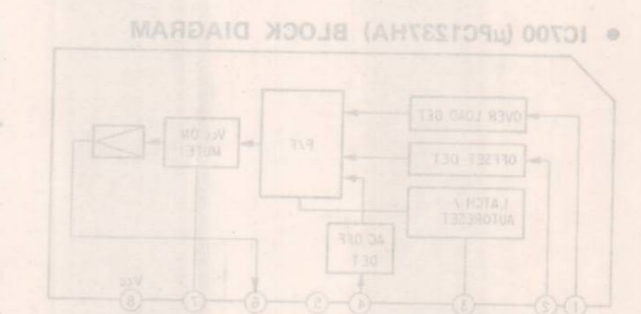 ● IC700 (μPC1237HA) BLOCK DIAGRAM
OVER LOAD DET
OFFSET DET
LATCH /
AUTORESET
F/F
Vcc ON
MUTE
AC OFF
DET
Vcc
1 2 3 4 5 6 7 8